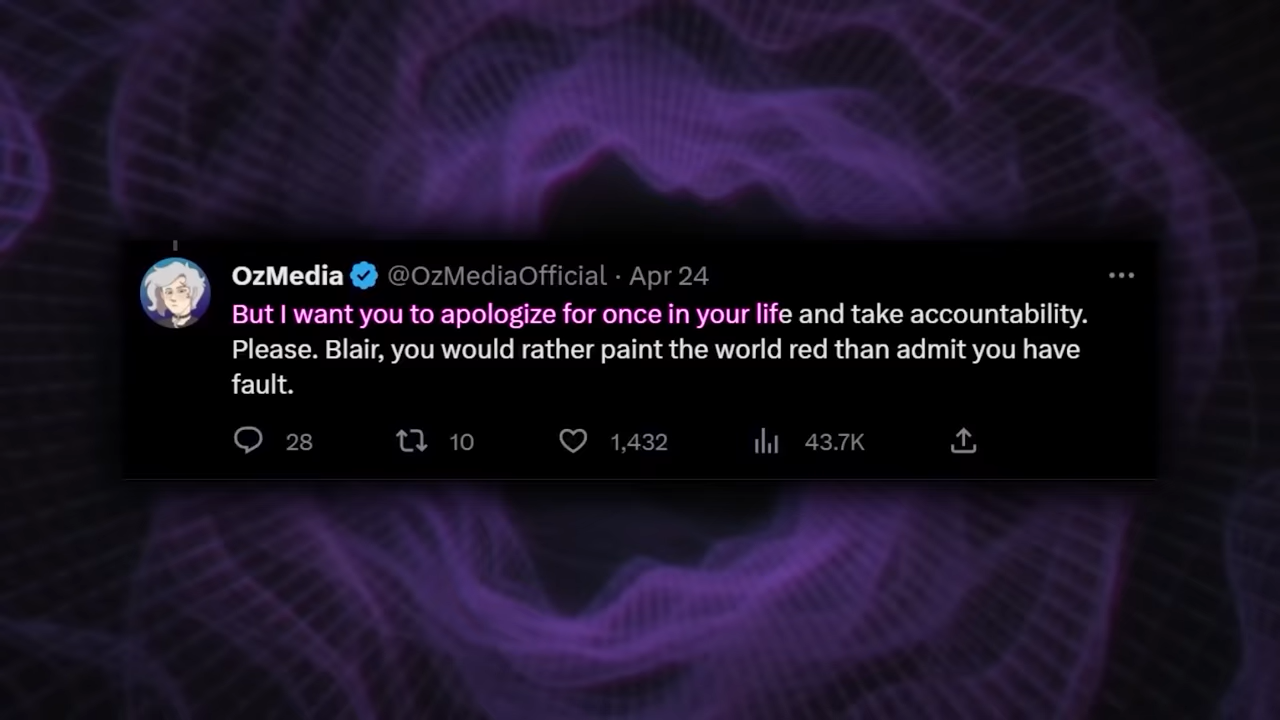 OzMedia @OzMediaOfficial · Apr 24
But I want you to apologize for once in your life and take accountability.
Please. Blair, you would rather paint the world red than admit you have
fault.
28 10 1,432 43.7K